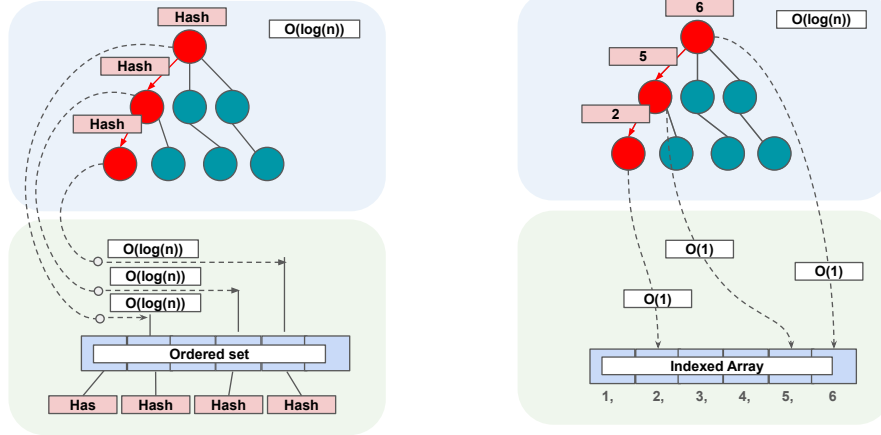 Hash
O(log(n))
Hash
Hash
O(log(n))
O(log(n))
O(log(n))
Ordered set
Has
Hash
Hash
Hash
6
O(log(n))
5
2
O(1)
O(1)
O(1)
Indexed Array
1, 2, 3, 4, 5, 6